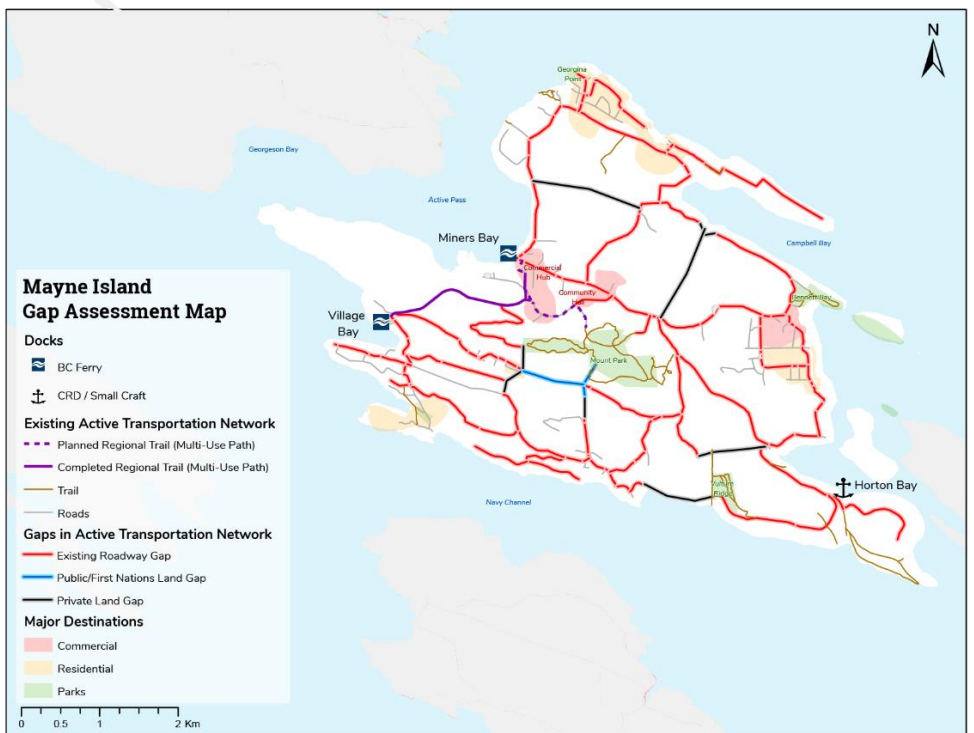 N
Georgina
Point
Georgeson Bay
Active Pass
Miners Bay
Campbell Bay
Commercial
Hub
Community
Hub
Bennett Bay
Village
Bay
Mount Park
Horton Bay
Ridge
Navy Channel
Mayne Island
Gap Assessment Map
Docks
BC Ferry
CRD / Small Craft
Existing Active Transportation Network
Planned Regional Trail (Multi-Use Path)
Completed Regional Trail (Multi-Use Path)
Trail
Roads
Gaps in Active Transportation Network
Existing Roadway Gap
Public/First Nations Land Gap
Private Land Gap
Major Destinations
Commercial
Residential
Parks
0 0.5 1 2 Km